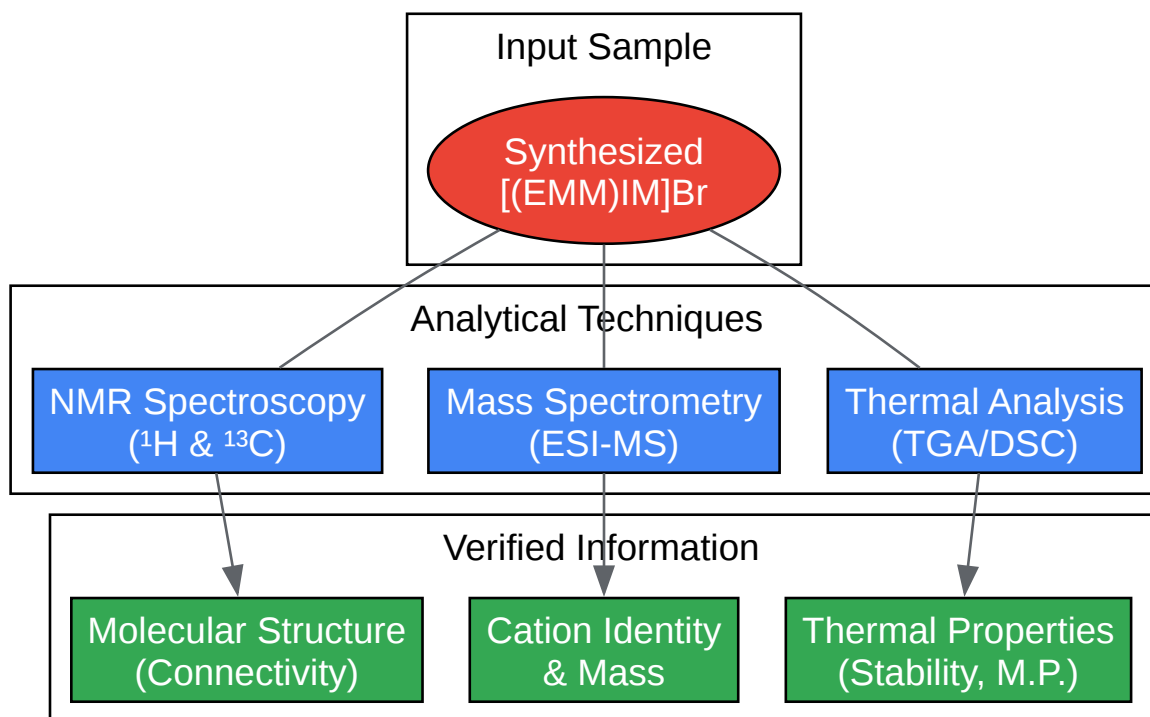 Input Sample
Synthesized
[(EMM)IM]Br
Analytical Techniques
NMR Spectroscopy
(¹H & ¹³C)
Mass Spectrometry
(ESI-MS)
Thermal Analysis
(TGA/DSC)
Verified Information
Molecular Structure
(Connectivity)
Cation Identity
& Mass
Thermal Properties
(Stability, M.P.)